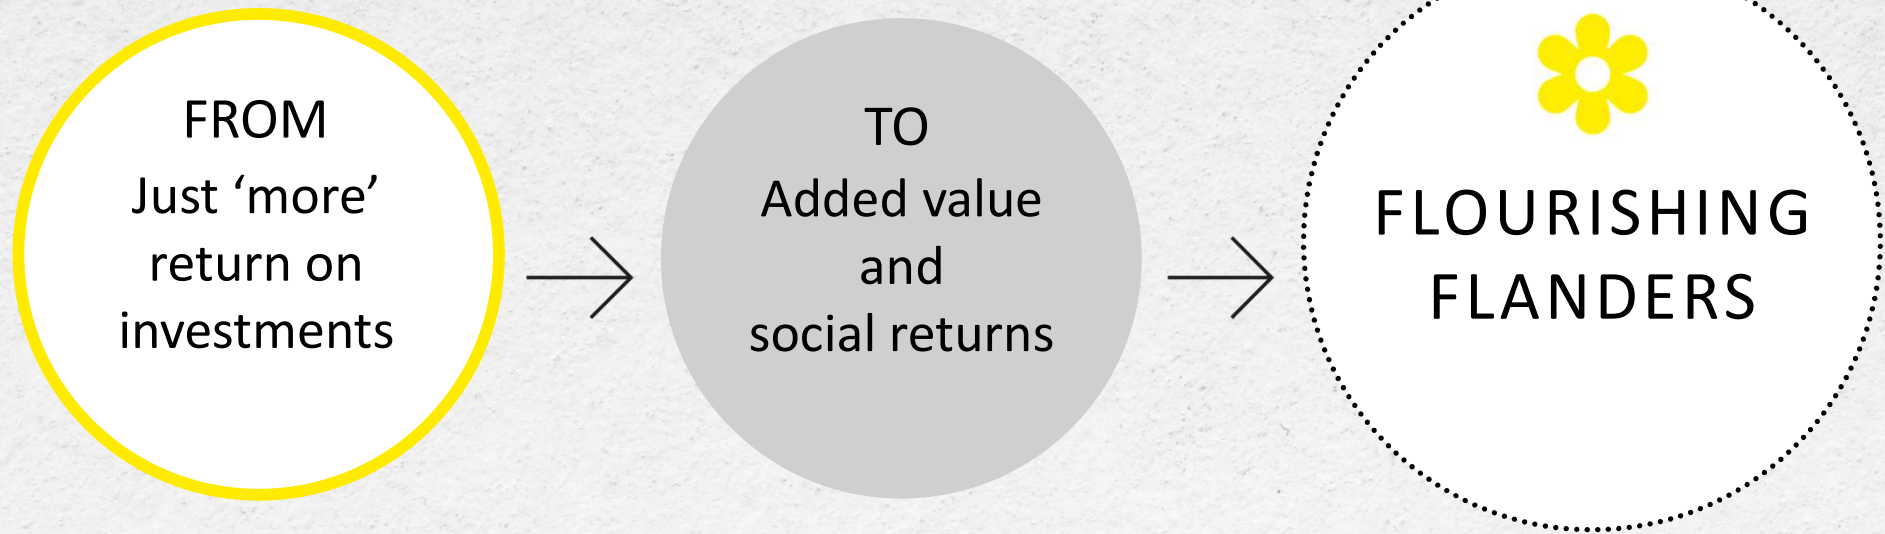 FROM
Just ‘more’
return on
investments
TO
Added value
and
social returns
FLOURISHING
FLANDERS